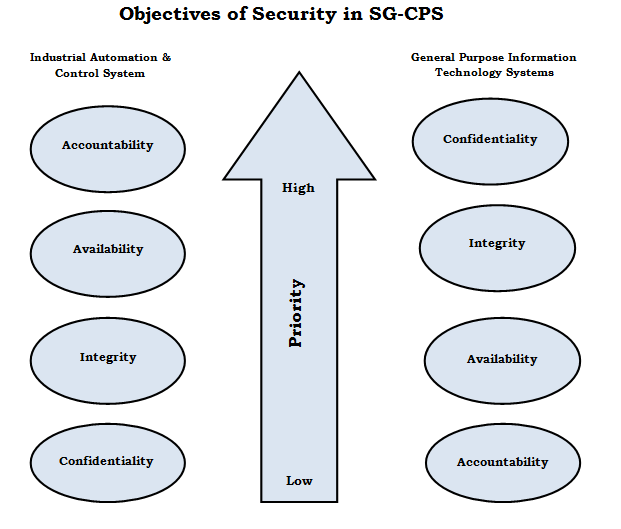 Objectives of Security in SG-CPS
Industrial Automation &
Control System
General Purpose Information
Technology Systems
Accountability
Availability
Integrity
Confidentiality
High
Priority
Low
Confidentiality
Integrity
Availability
Accountability